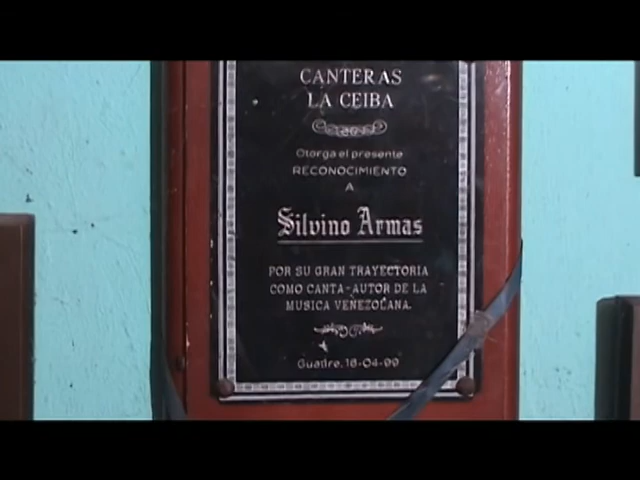 CANTERAS
LA CEIBA
Otorga el presente
RECONOCIMIENTO
A
Silvino Armas
POR SU GRAN TRAYECTORIA
COMO CANTA-AUTOR DE LA
MUSICA VENEZOLANA.
Guatire, 16-04-99